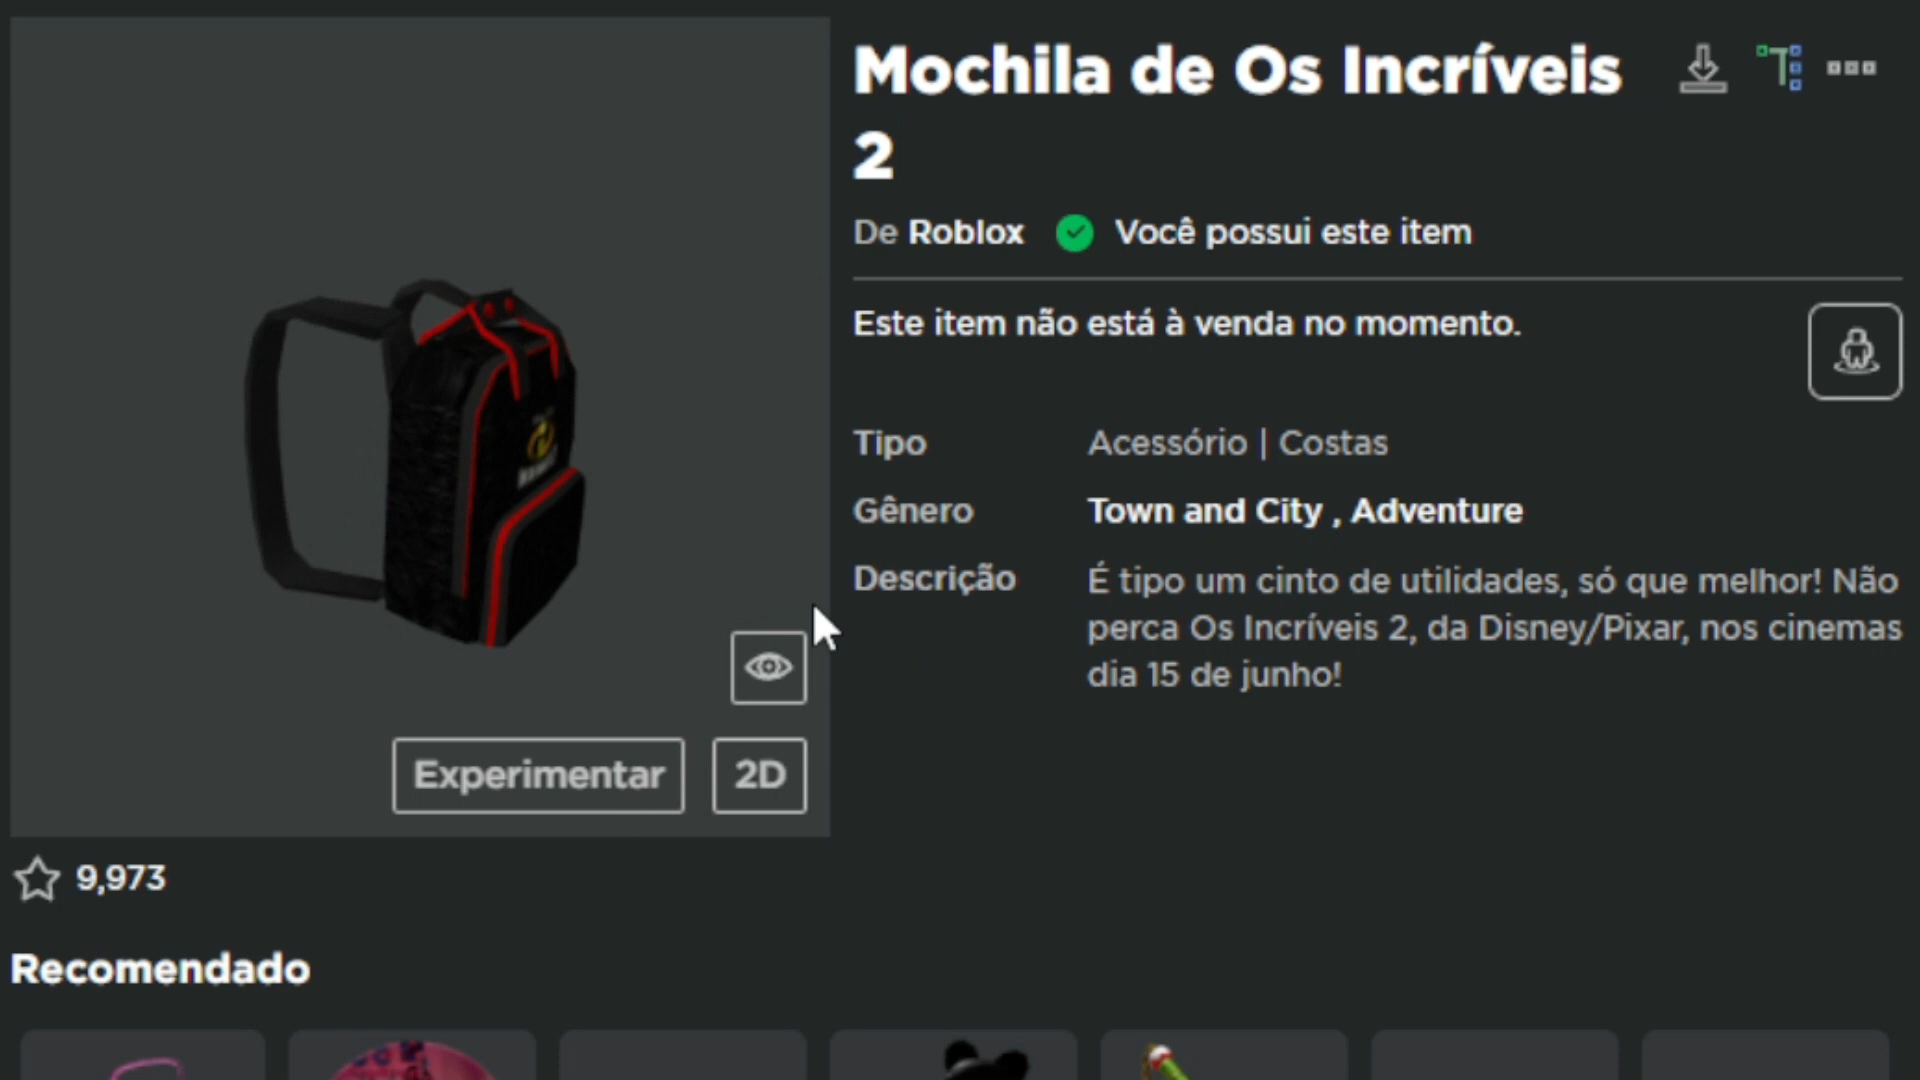 Mochila de Os Incríveis
2
De Roblox Você possui este item
Este item não está à venda no momento.
Tipo Acessório | Costas
Gênero Town and City , Adventure
Descrição É tipo um cinto de utilidades, só que melhor! Não
perca Os Incríveis 2, da Disney/Pixar, nos cinemas
dia 15 de junho!
Experimentar 2D
9,973
Recomendado